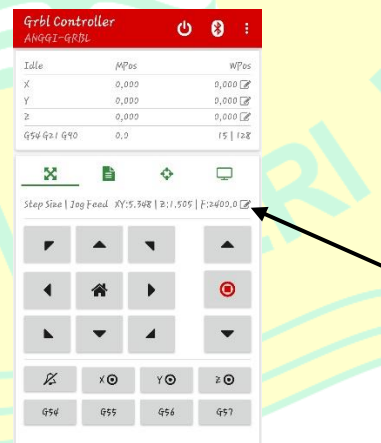 Grbl Controller
ANGGI-GRBL
Idle MPos WPos
X 0,000 0,000
Y 0,000 0,000
Z 0,000 0,000
G54 G21 G90 0.0 15 | 128
Step Size | Jog Feed XY:5.348 | Z:1.505 | F:2400.0
X Y Z
G54 G55 G56 G57